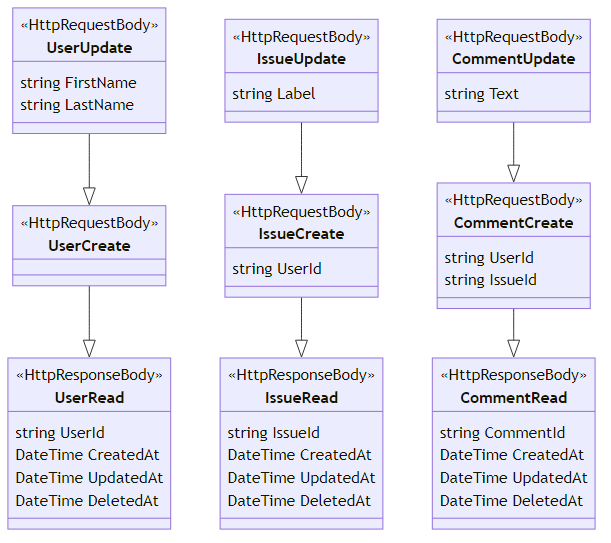 «HttpRequestBody»
UserUpdate
string FirstName
string LastName
«HttpRequestBody»
UserCreate
«HttpResponseBody»
UserRead
string UserId
DateTime CreatedAt
DateTime UpdatedAt
DateTime DeletedAt
«HttpRequestBody»
IssueUpdate
string Label
«HttpRequestBody»
IssueCreate
string UserId
«HttpResponseBody»
IssueRead
string IssueId
DateTime CreatedAt
DateTime UpdatedAt
DateTime DeletedAt
«HttpRequestBody»
CommentUpdate
string Text
«HttpRequestBody»
CommentCreate
string UserId
string IssueId
«HttpResponseBody»
CommentRead
string CommentId
DateTime CreatedAt
DateTime UpdatedAt
DateTime DeletedAt